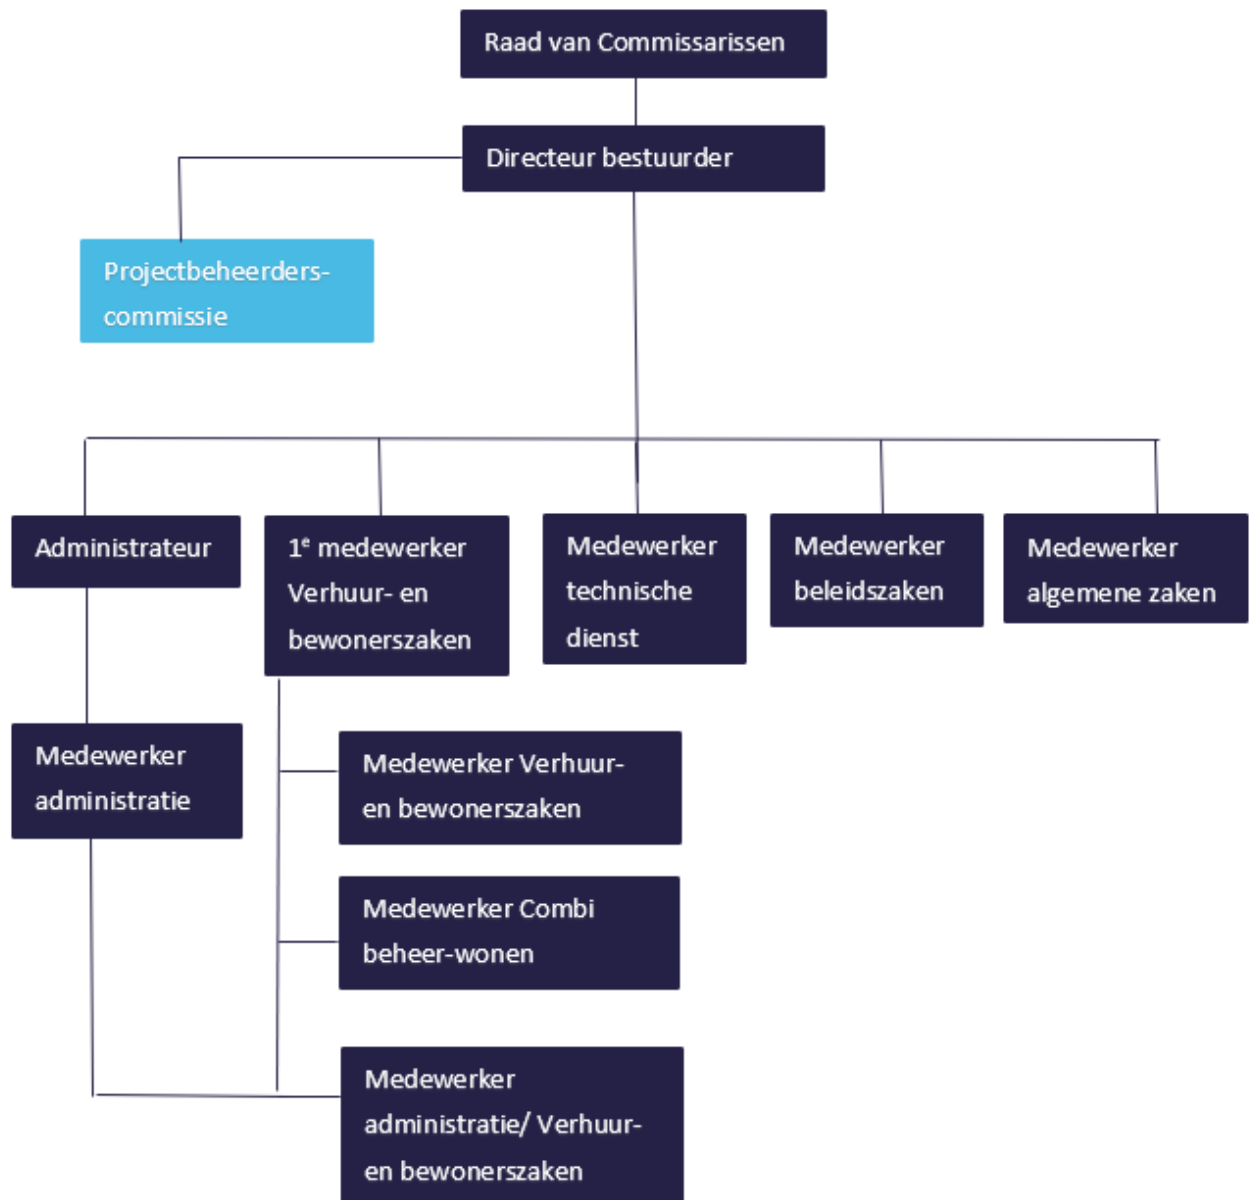 Raad van Commissarissen
Directeur bestuurder
Projectbeheerders-
commissie
Administrateur
1e medewerker
Verhuur- en
bewonerszaken
Medewerker
technische
dienst
Medewerker
beleidszaken
Medewerker
algemene zaken
Medewerker
administratie
Medewerker Verhuur-
en bewonerszaken
Medewerker Combi
beheer-wonen
Medewerker
administratie/ Verhuur-
en bewonerszaken